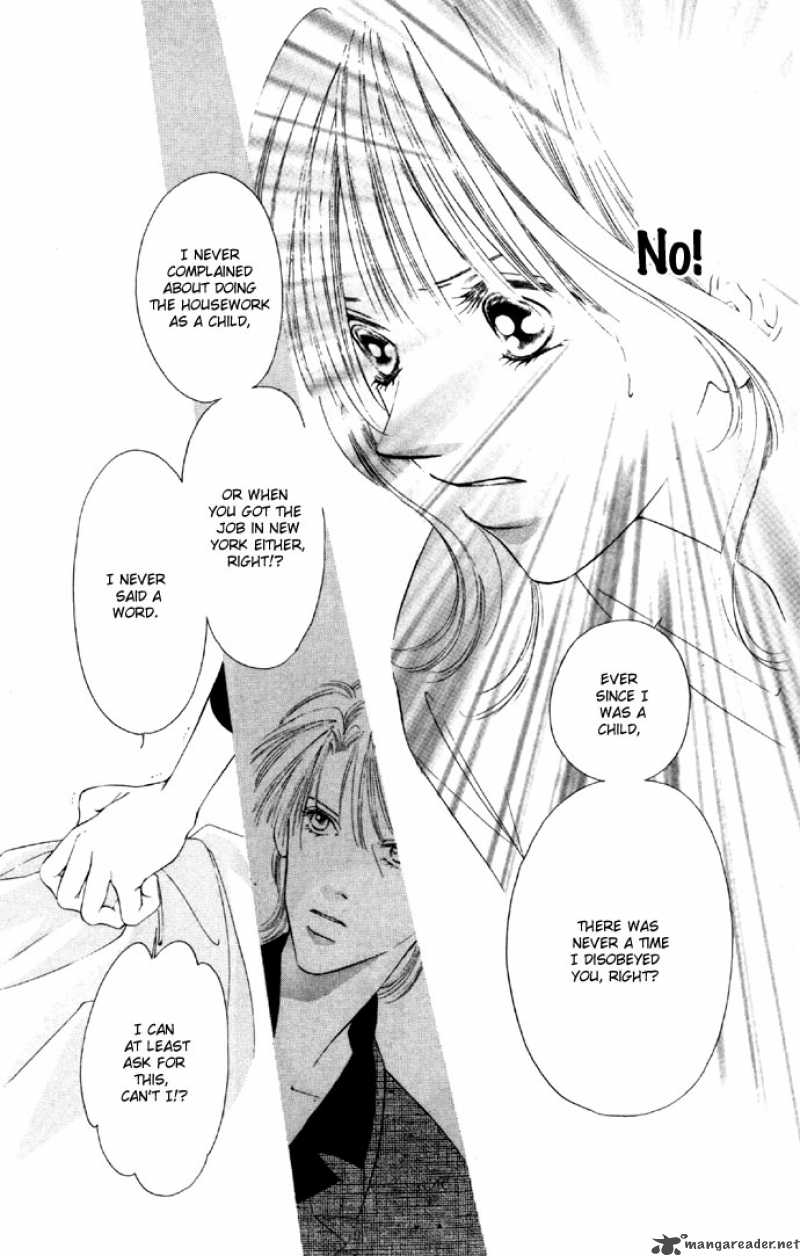 No!
EVER
SINCE I
WAS A
CHILD,
THERE WAS
NEVER A TIME
I DISOBEYED
YOU, RIGHT?
I NEVER
COMPLAINED
ABOUT DOING
THE HOUSEWORK
AS A CHILD,
OR WHEN
YOU GOT THE
JOB IN NEW
YORK EITHER,
RIGHT!?
I NEVER
SAID A
WORD.
I CAN
AT LEAST
ASK FOR
THIS,
CAN'T I!?
mangareader.net